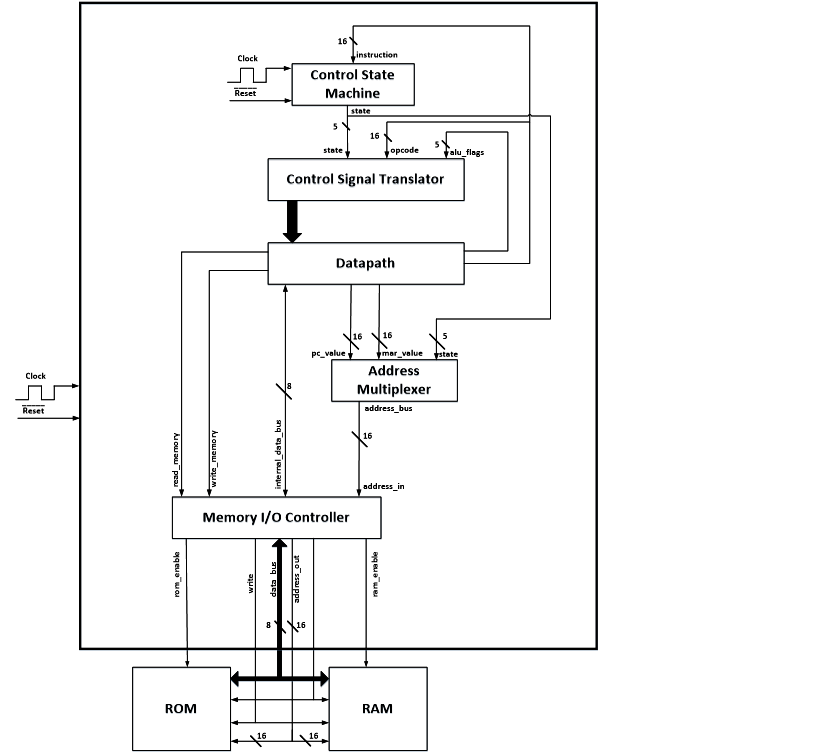 16
instruction
Clock
Reset
Control State
Machine
state
5
16
5
state
opcode
alu_flags
Control Signal Translator
Datapath
16
16
5
pc_value
mar_value
state
Address
Multiplexer
Clock
Reset
8
address_bus
16
read_memory
write_memory
internal_data_bus
address_in
Memory I/O Controller
rom_enable
write
data_bus
address_out
ram_enable
8
16
ROM
RAM
16
16